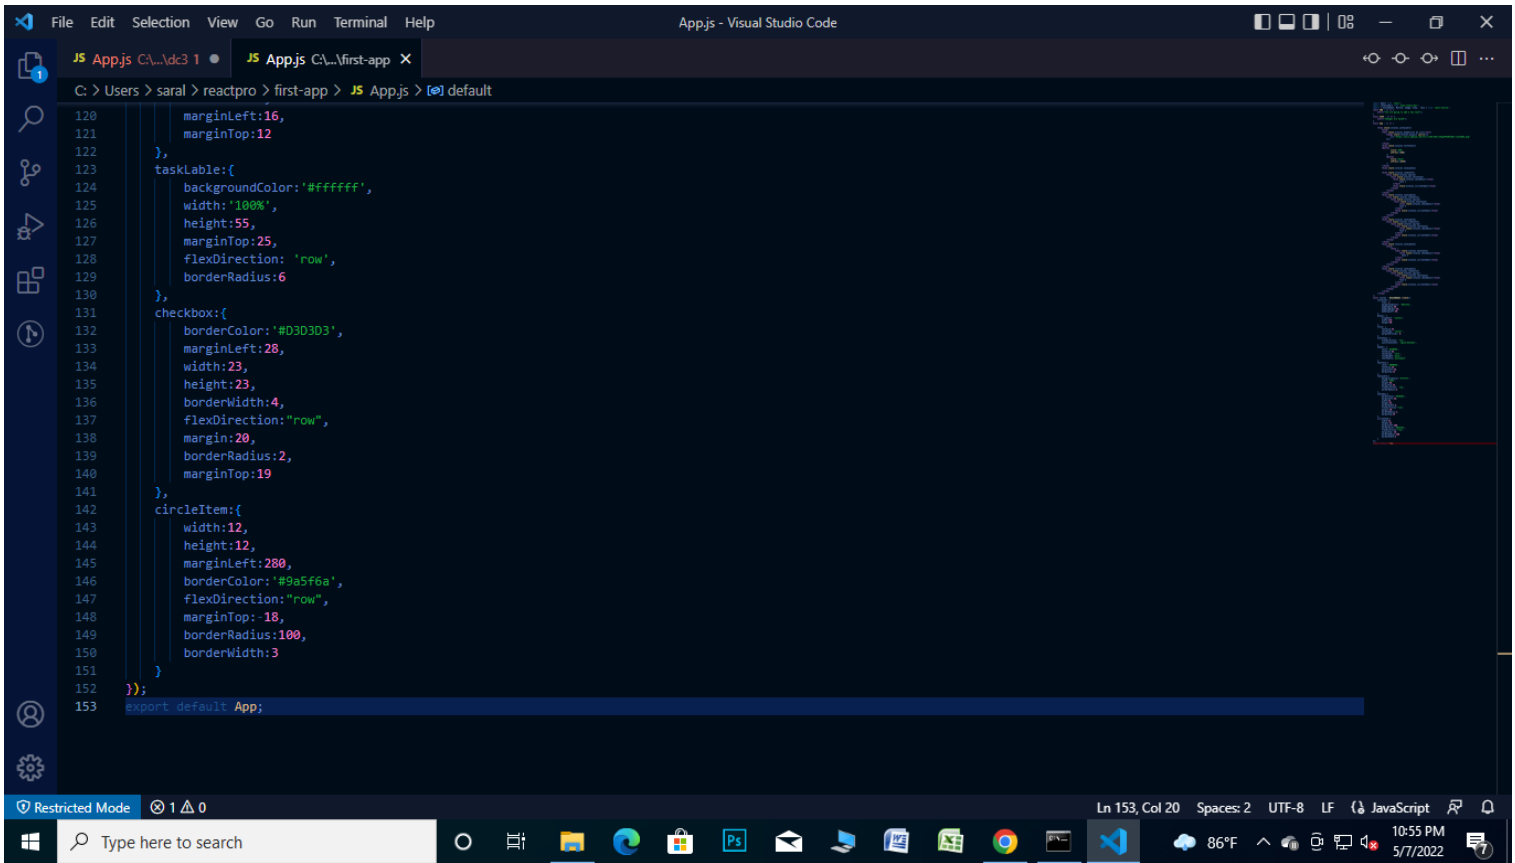 File Edit Selection View Go Run Terminal Help App.js - Visual Studio Code
JS App.js C:\...\dc3 1 JS App.js C:\...\first-app
C: > Users > saral > reactpro > first-app > JS App.js > default
120 marginLeft:16,
121 marginTop:12
122 },
123 taskLable:{
124 backgroundColor:'#ffffff',
125 width:'100%',
126 height:55,
127 marginTop:25,
128 flexDirection: 'row',
129 borderRadius:6
130 },
131 checkbox:{
132 borderColor:'#D3D3D3',
133 marginLeft:28,
134 width:23,
135 height:23,
136 borderWidth:4,
137 flexDirection:"row",
138 margin:20,
139 borderRadius:2,
140 marginTop:19
141 },
142 circleItem:{
143 width:12,
144 height:12,
145 marginLeft:280,
146 borderColor:'#9a5f6a',
147 flexDirection:"row",
148 marginTop:-18,
149 borderRadius:100,
150 borderWidth:3
151 }
152 });
153 export default App;
Restricted Mode 1 0 Ln 153, Col 20 Spaces: 2 UTF-8 LF JavaScript
Type here to search Ps 86°F 10:55 PM
5/7/2022 7